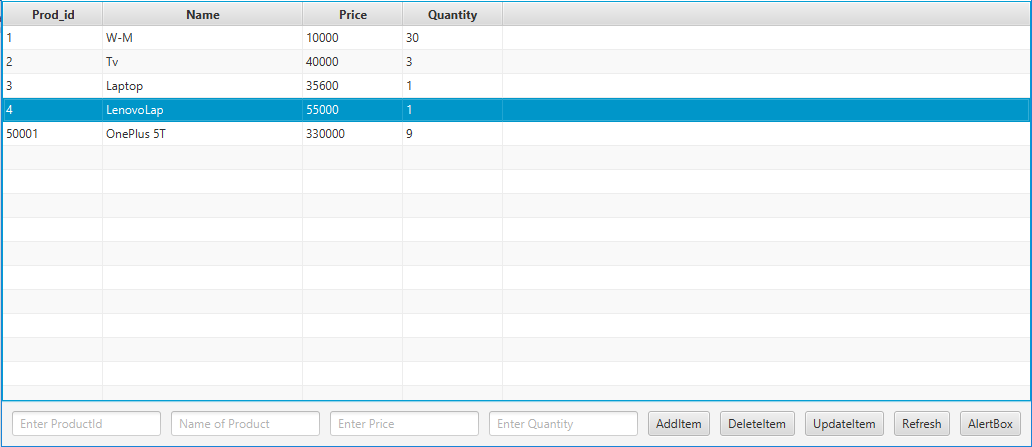 Prod_id Name Price Quantity
1 W-M 10000 30
2 Tv 40000 3
3 Laptop 35600 1
4 LenovoLap 55000 1
50001 OnePlus 5T 330000 9
Enter ProductId Name of Product Enter Price Enter Quantity AddItem DeleteItem UpdateItem Refresh AlertBox